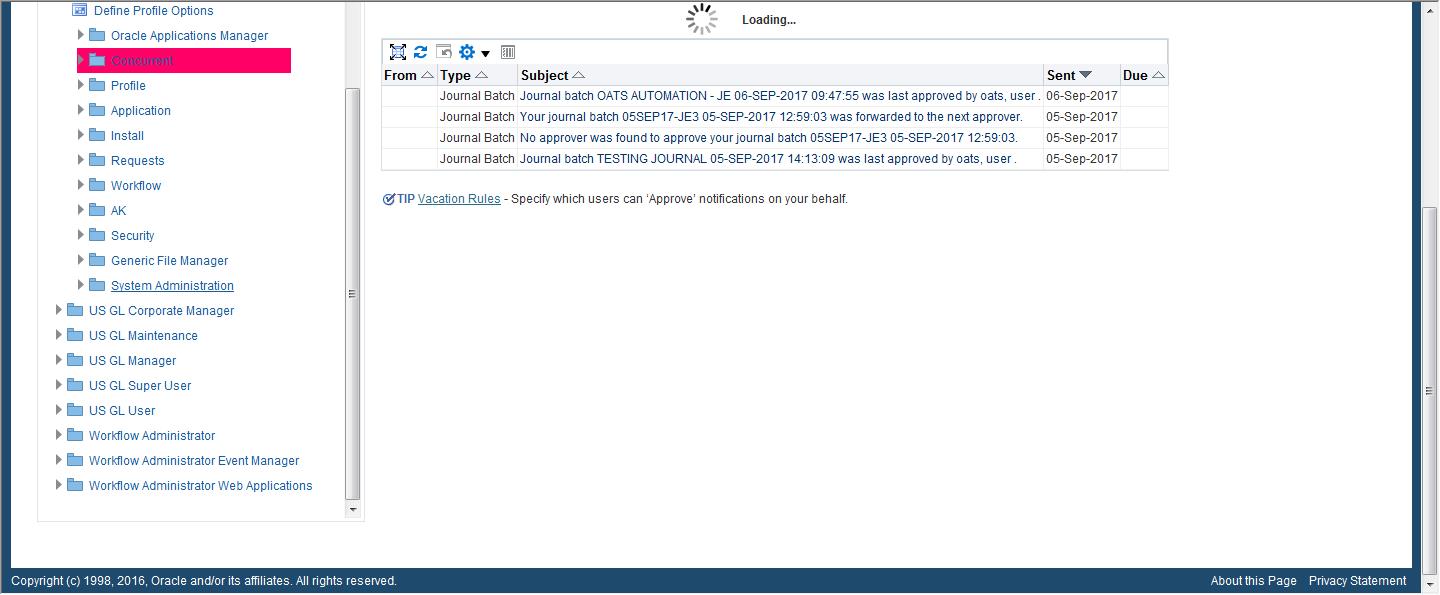 Define Profile Options
Oracle Applications Manager
Concurrent
Profile
Application
Install
Requests
Workflow
AK
Security
Generic File Manager
System Administration
US GL Corporate Manager
US GL Maintenance
US GL Manager
US GL Super User
US GL User
Workflow Administrator
Workflow Administrator Event Manager
Workflow Administrator Web Applications
Loading...
From Type Subject Sent Due
Journal Batch Journal batch OATS AUTOMATION - JE 06-SEP-2017 09:47:55 was last approved by oats, user . 06-Sep-2017
Journal Batch Your journal batch 05SEP17-JE3 05-SEP-2017 12:59:03 was forwarded to the next approver. 05-Sep-2017
Journal Batch No approver was found to approve your journal batch 05SEP17-JE3 05-SEP-2017 12:59:03. 05-Sep-2017
Journal Batch Journal batch TESTING JOURNAL 05-SEP-2017 14:13:09 was last approved by oats, user . 05-Sep-2017
TIP Vacation Rules - Specify which users can ‘Approve’ notifications on your behalf.
Copyright (c) 1998, 2016, Oracle and/or its affiliates. All rights reserved. About this Page Privacy Statement